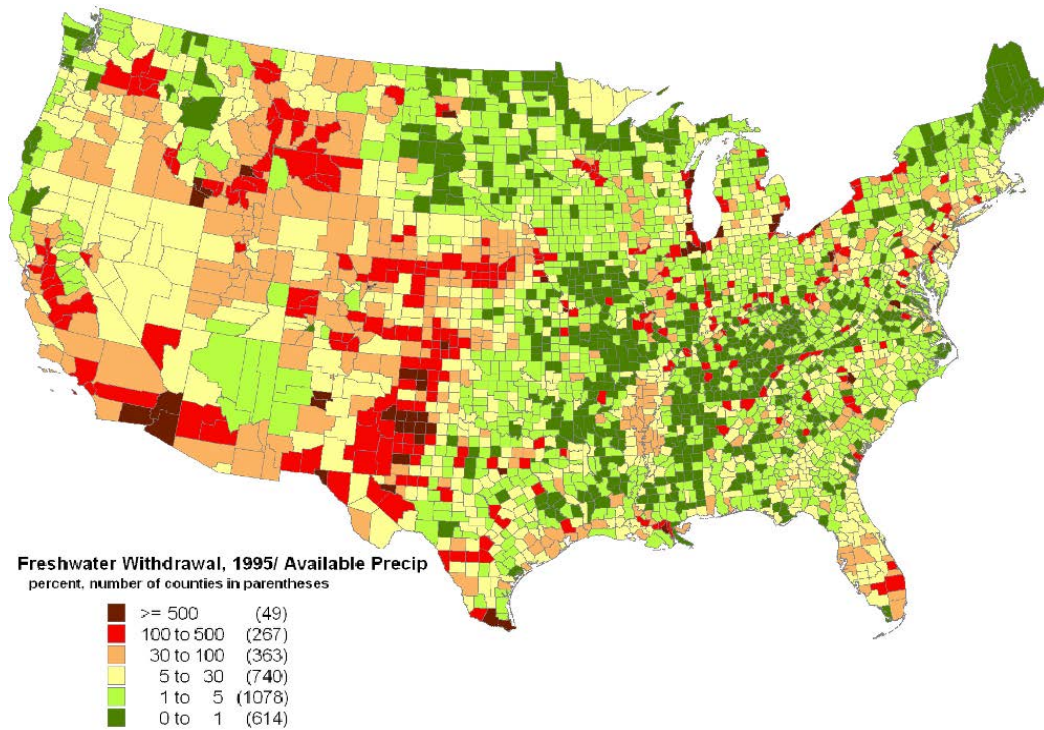 Freshwater Withdrawal, 1995/ Available Precip
percent, number of counties in parentheses
>= 500 (49)
100 to 500 (267)
30 to 100 (363)
5 to 30 (740)
1 to 5 (1078)
0 to 1 (614)